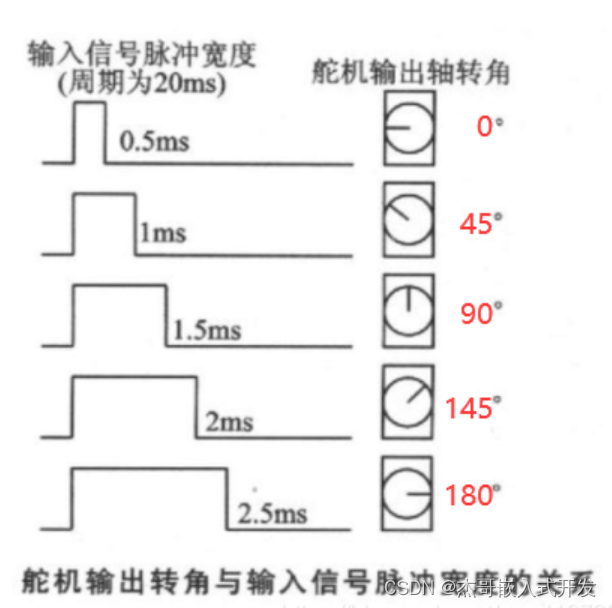 输入信号脉冲宽度
(周期为20ms)
舵机输出轴转角
0.5ms
0°
1ms
45°
1.5ms
90°
2ms
145°
2.5ms
180°
舵机输出转角与输入信号脉冲宽度的关系
CSDN @杰哥嵌入式开发